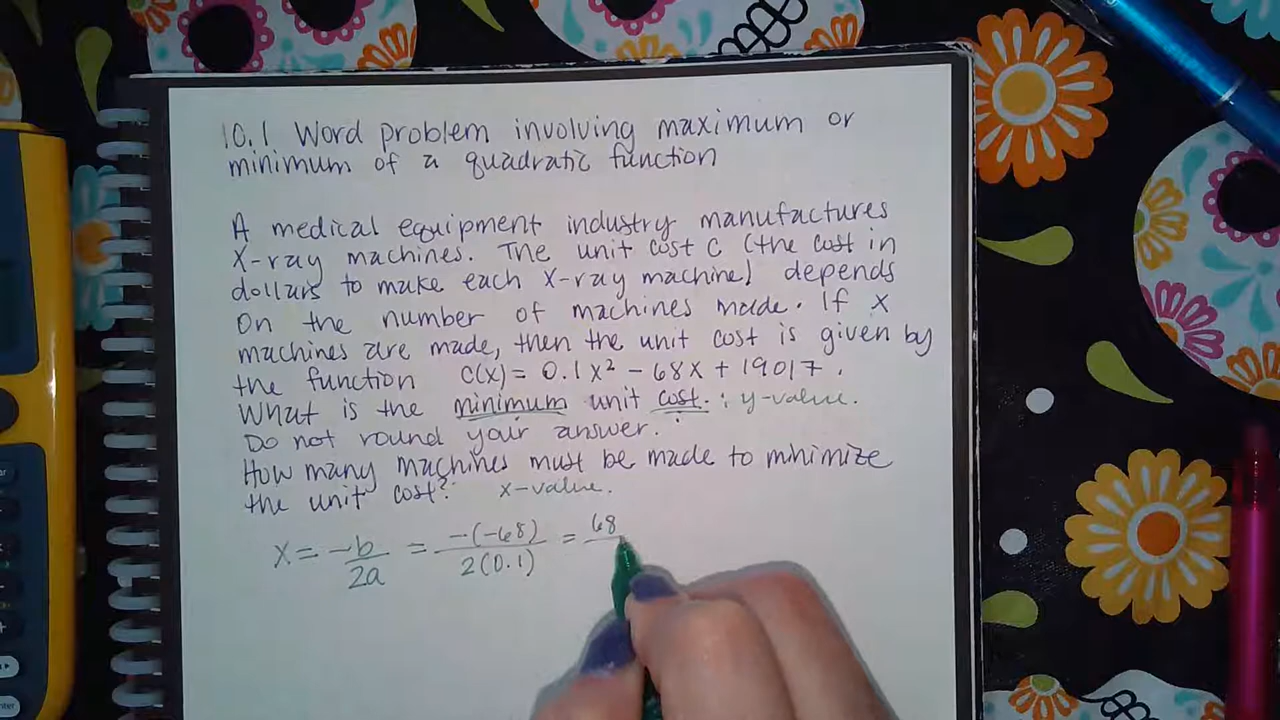 10.1 Word problem involving maximum or
minimum of a quadratic function
A medical equipment industry manufactures
X-ray machines. The unit cost C (the cost in
dollars to make each X-ray machine) depends
on the number of machines made. If x
machines are made, then the unit cost is given by
the function C(x) = 0.1x² - 68x + 19017.
What is the minimum unit cost. : y-value.
Do not round your answer.
How many machines must be made to minimize
the unit cost? x-value.
x = -b/2a = -(-68)/2(0.1) = 68